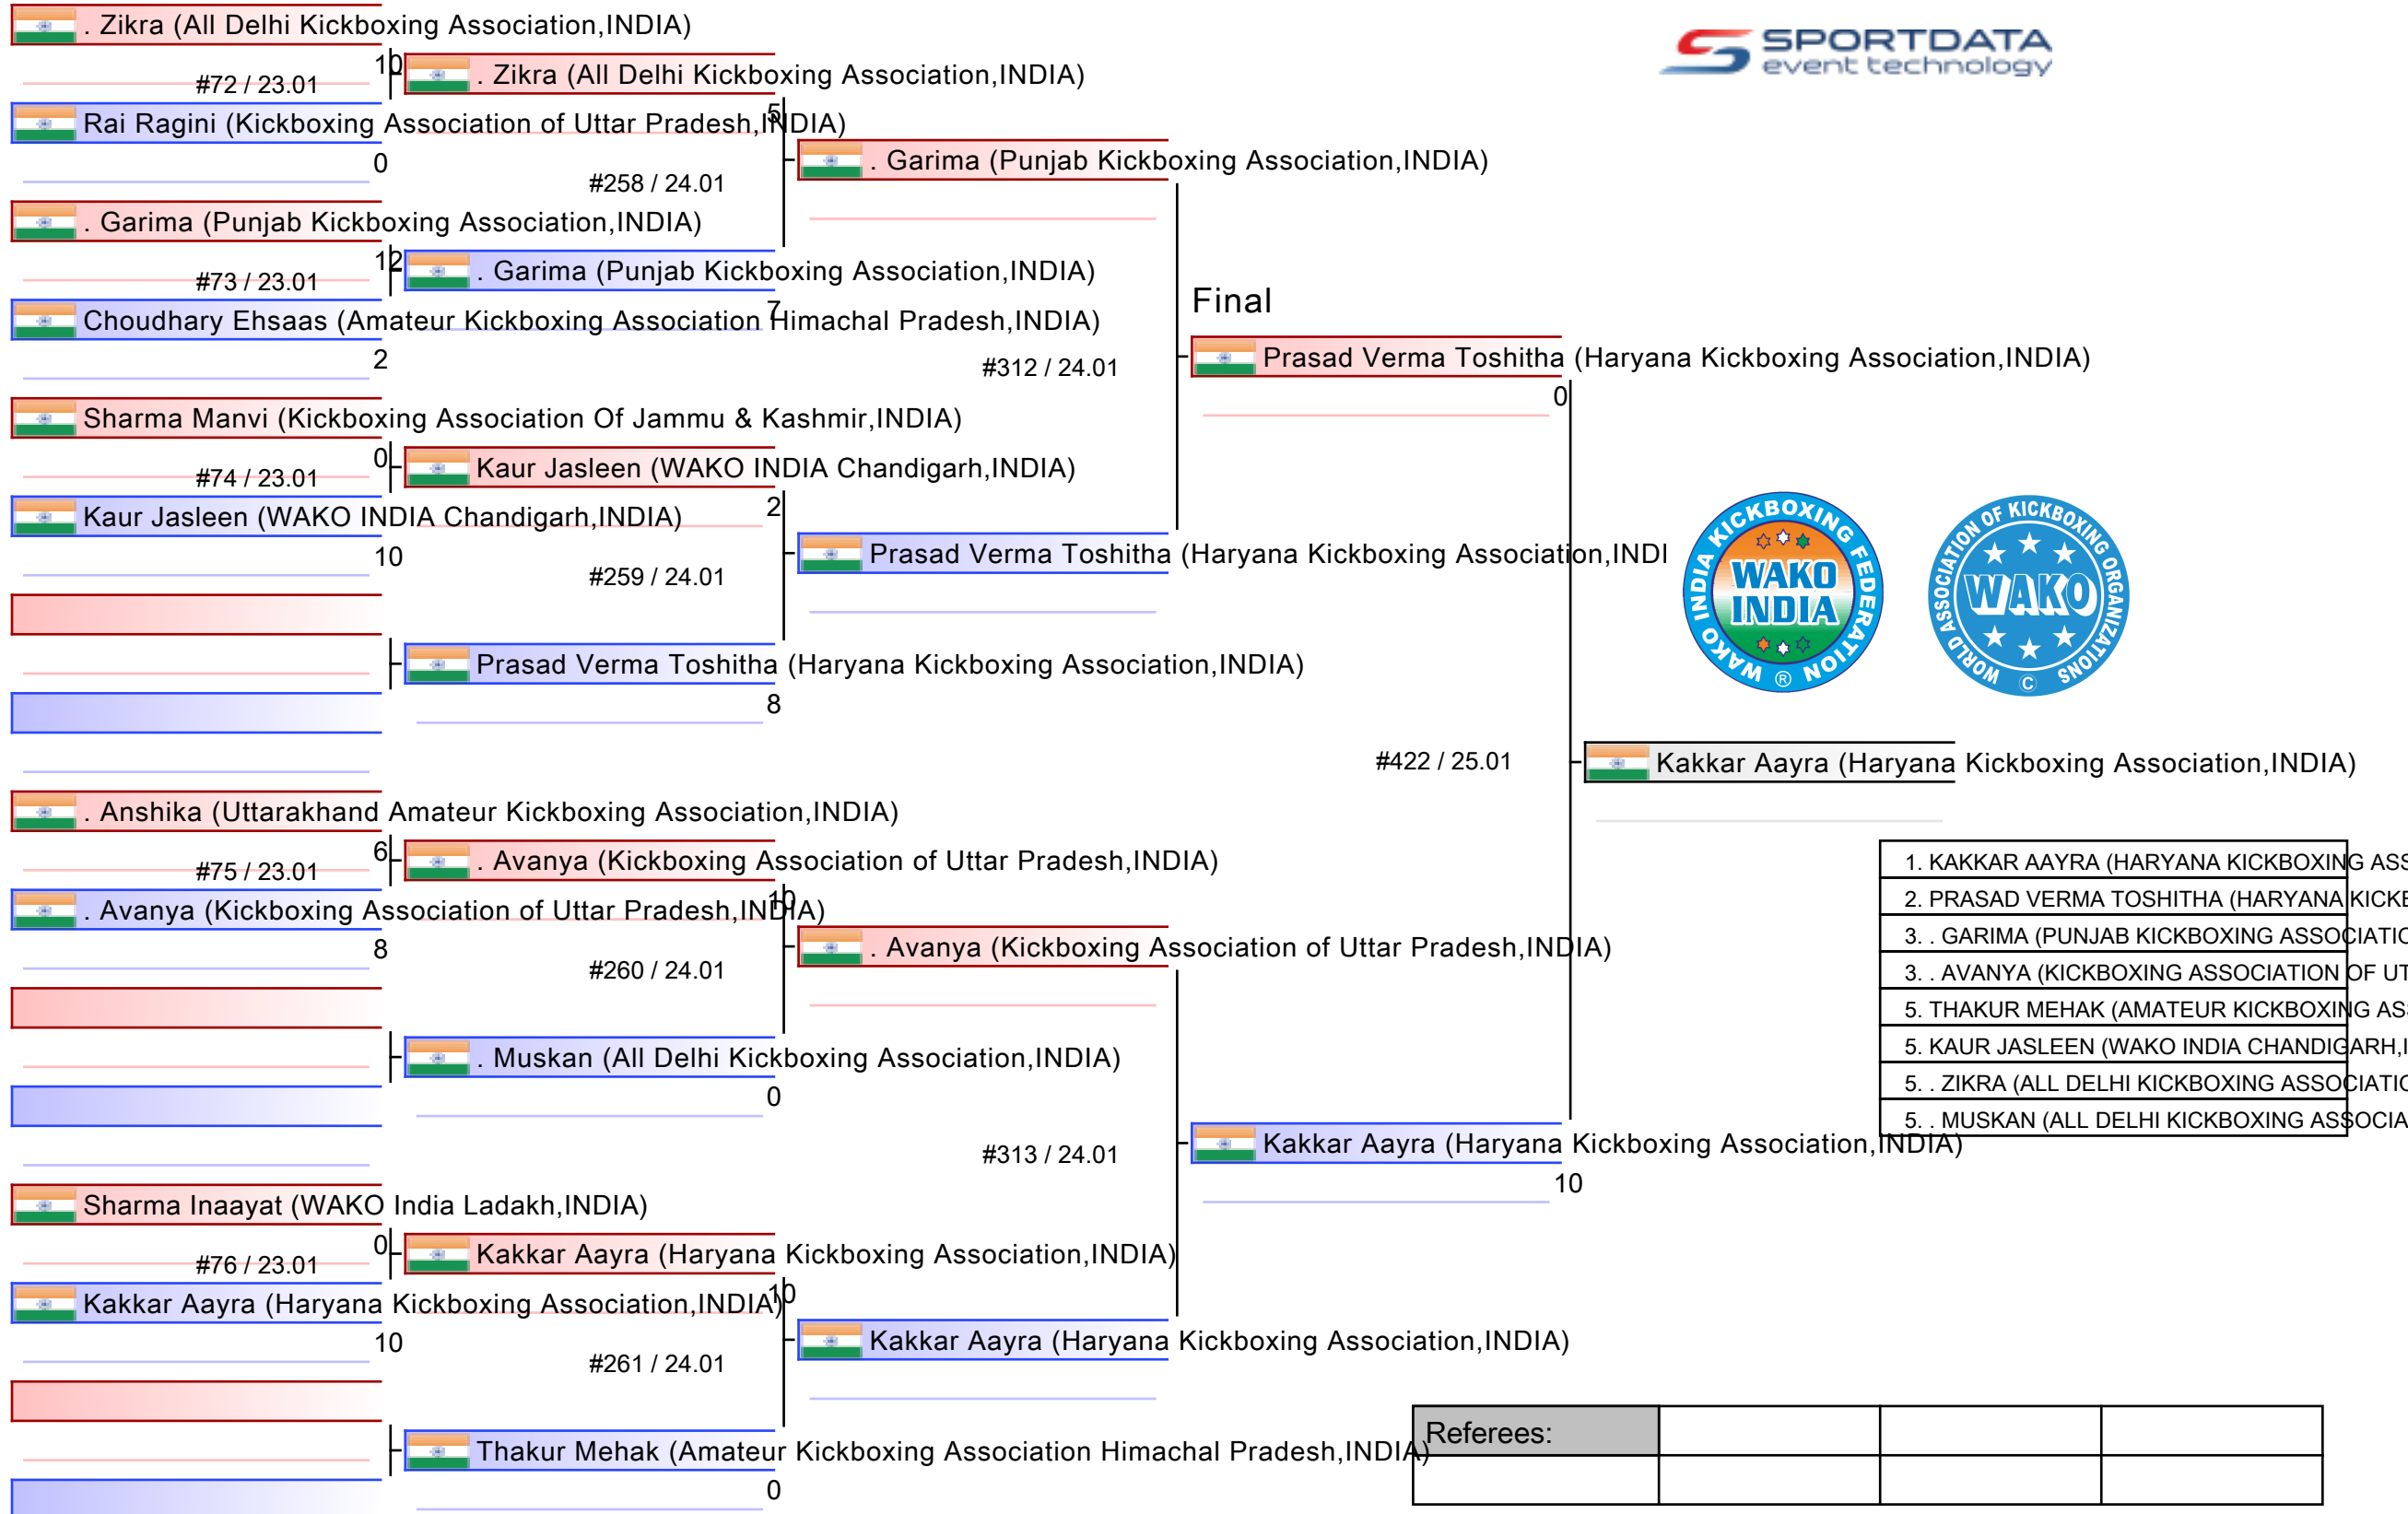 . Zikra (All Delhi Kickboxing Association,INDIA)
10
#72 / 23.01
Rai Ragini (Kickboxing Association of Uttar Pradesh,INDIA)
0
. Garima (Punjab Kickboxing Association,INDIA)
12
#73 / 23.01
Choudhary Ehsaas (Amateur Kickboxing Association Himachal Pradesh,INDIA)
2
Sharma Manvi (Kickboxing Association Of Jammu & Kashmir,INDIA)
0
#74 / 23.01
Kaur Jasleen (WAKO INDIA Chandigarh,INDIA)
10
. Anshika (Uttarakhand Amateur Kickboxing Association,INDIA)
6
#75 / 23.01
. Avanya (Kickboxing Association of Uttar Pradesh,INDIA)
8
Sharma Inaayat (WAKO India Ladakh,INDIA)
0
#76 / 23.01
Kakkar Aayra (Haryana Kickboxing Association,INDIA)
10
. Zikra (All Delhi Kickboxing Association,INDIA)
5
#258 / 24.01
. Garima (Punjab Kickboxing Association,INDIA)
7
Kaur Jasleen (WAKO INDIA Chandigarh,INDIA)
2
#259 / 24.01
Prasad Verma Toshitha (Haryana Kickboxing Association,INDIA)
8
. Avanya (Kickboxing Association of Uttar Pradesh,INDIA)
10
#260 / 24.01
. Muskan (All Delhi Kickboxing Association,INDIA)
0
Kakkar Aayra (Haryana Kickboxing Association,INDIA)
10
#261 / 24.01
Thakur Mehak (Amateur Kickboxing Association Himachal Pradesh,INDIA)
0
. Garima (Punjab Kickboxing Association,INDIA)
#312 / 24.01
Prasad Verma Toshitha (Haryana Kickboxing Association,INDI
. Avanya (Kickboxing Association of Uttar Pradesh,INDIA)
#313 / 24.01
Kakkar Aayra (Haryana Kickboxing Association,INDIA)
Final
Prasad Verma Toshitha (Haryana Kickboxing Association,INDIA)
0
#422 / 25.01
Kakkar Aayra (Haryana Kickboxing Association,INDIA)
10
Kakkar Aayra (Haryana Kickboxing Association,INDIA)
SPORTDATA
event technology
WAKO INDIA KICKBOXING FEDERATION
WAKO
INDIA
®
WORLD ASSOCIATION OF KICKBOXING ORGANIZATIONS
WAKO
©
1. KAKKAR AAYRA (HARYANA KICKBOXING ASS
2. PRASAD VERMA TOSHITHA (HARYANA KICKB
3. . GARIMA (PUNJAB KICKBOXING ASSOCIATIO
3. . AVANYA (KICKBOXING ASSOCIATION OF UT
5. THAKUR MEHAK (AMATEUR KICKBOXING ASS
5. KAUR JASLEEN (WAKO INDIA CHANDIGARH,I
5. . ZIKRA (ALL DELHI KICKBOXING ASSOCIATIO
5. . MUSKAN (ALL DELHI KICKBOXING ASSOCIA
Referees: